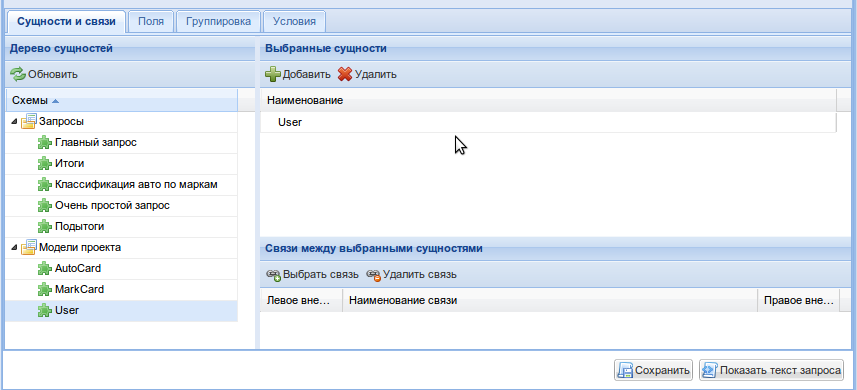 Сущности и связи
Поля
Группировка
Условия
Дерево сущностей
Обновить
Схемы
Запросы
Главный запрос
Итоги
Классификация авто по маркам
Очень простой запрос
Подытоги
Модели проекта
AutoCard
MarkCard
User
Выбранные сущности
Добавить
Удалить
Наименование
User
Связи между выбранными сущностями
Выбрать связь
Удалить связь
Левое вне...
Наименование связи
Правое вне...
Сохранить
Показать текст запроса